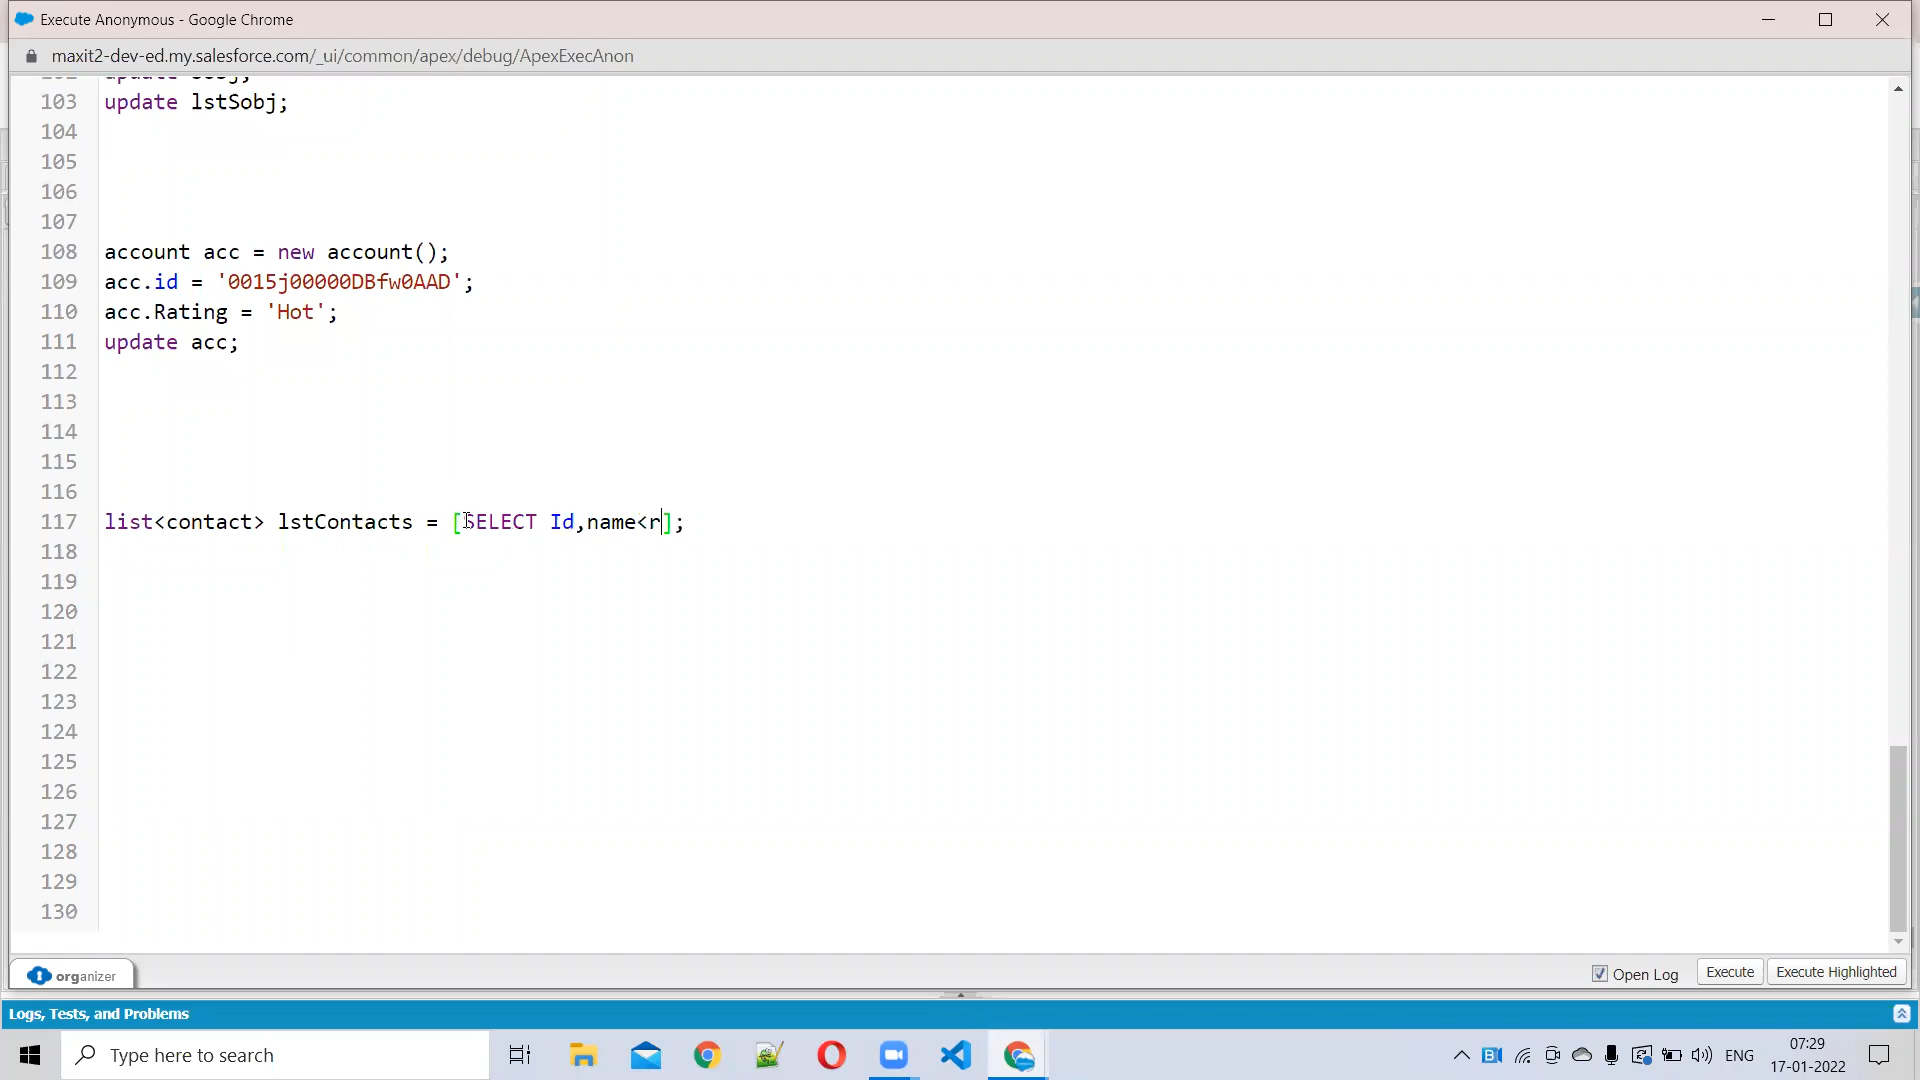 Execute Anonymous - Google Chrome
maxit2-dev-ed.my.salesforce.com/_ui/common/apex/debug/ApexExecAnon
103 update lstSobj;
104
105
106
107
108 account acc = new account();
109 acc.id = '0015j00000DBfw0AAD';
110 acc.Rating = 'Hot';
111 update acc;
112
113
114
115
116
117 list<contact> lstContacts = [SELECT Id,name<r];
118
119
120
121
122
123
124
125
126
127
128
129
130
organizer
Open Log Execute Execute Highlighted
Logs, Tests, and Problems
Type here to search
ENG
07:29
17-01-2022